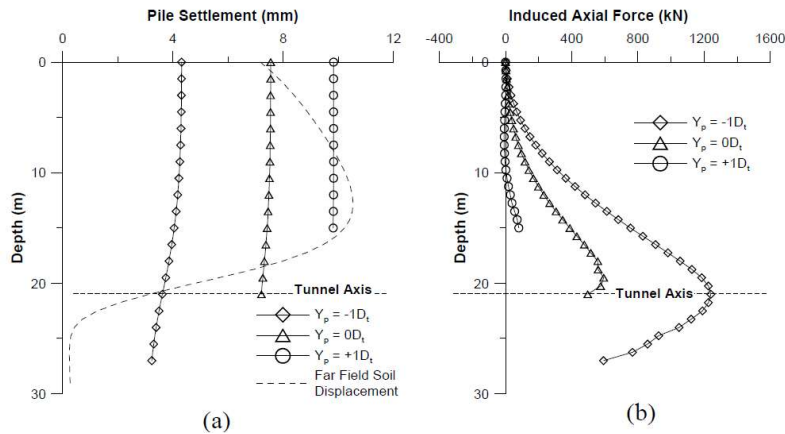 Pile Settlement (mm)
0 4 8 12
Depth (m)
0
10
20
30
Tunnel Axis
Yp = -1Dt
Yp = 0Dt
Yp = +1Dt
Far Field Soil
Displacement
(a)
Induced Axial Force (kN)
-400 0 400 800 1200 1600
Depth (m)
0
10
20
30
Yp = -1Dt
Yp = 0Dt
Yp = +1Dt
Tunnel Axis
(b)